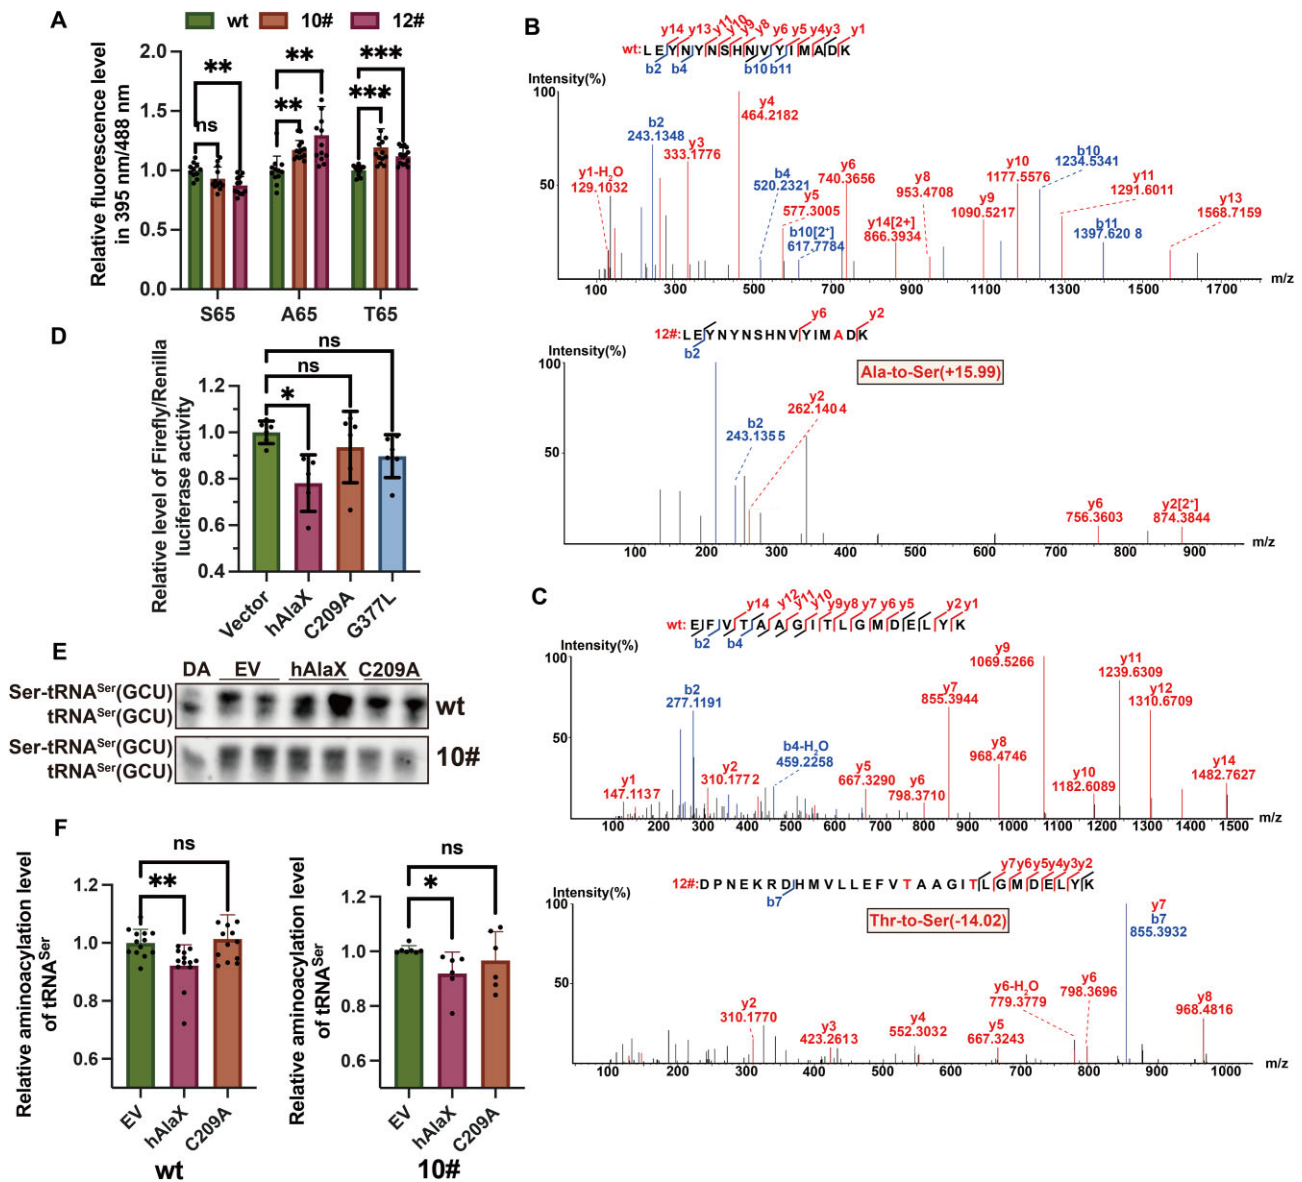 A
wt 10# 12#
Relative fluorescence level
in 395 nm/488 nm
2.0
1.5
1.0
0.5
0.0
ns ** ** ** *** ***
S65 A65 T65
B
y14 y13 y11 y10 y9 y8 y6 y5 y4 y3 y1
wt: LEYNYNSHNVYIMADK
b2 b4 b10 b11
Intensity(%)
100
50
y1-H₂O
129.1032
b2
243.1348
y3
333.1776
y4
464.2182
b4
520.2321
y5
577.3005
b10[2⁺]
617.7784
y6
740.3656
y14[2+]
866.3934
y8
953.4708
y9
1090.5217
y10
1177.5576
b10
1234.5341
y11
1291.6011
b11
1397.620 8
y13
1568.7159
100 300 500 700 900 1100 1300 1500 1700
m/z
y6 y2
12#: LEYNYNSHNVYIMADK
b2
Intensity(%)
Ala-to-Ser(+15.99)
100
50
b2
243.135 5
y2
262.140 4
y6
756.3603
y2[2⁺]
874.3844
100 200 300 400 500 600 700 800 900
m/z
C
y14 y12 y11 y10 y9 y8 y7 y6 y5 y2 y1
wt: EFVTAAGITLGMDELYK
b2 b4
Intensity(%)
100
50
y1
147.1137
b2
277.1191
y2
310.177 2
b4-H₂O
459.2258
y5
667.3290
y6
798.3710
y7
855.3944
y8
968.4746
y9
1069.5266
y10
1182.6089
y11
1239.6309
y12
1310.6709
y14
1482.7627
100 200 300 400 500 600 700 800 900 1000 1100 1200 1300 1400 1500
m/z
y7 y6 y5 y4 y3 y2
12#: DPNEKRDHMVLLEFVTAAGITLGMDELYK
b7
Intensity(%)
Thr-to-Ser(-14.02)
100
50
y2
310.1770
y3
423.2613
y4
552.3032
y5
667.3243
y6-H₂O
779.3779
y6
798.3696
y7
b7
855.3932
y8
968.4816
100 200 300 400 500 600 700 800 900 1000
m/z
D
Relative level of Firefly/Renilla
luciferase activity
1.2
1.0
0.8
0.6
0.4
* ns ns
Vector hAlaX C209A G377L
E
DA EV hAlaX C209A
Ser-tRNA^Ser(GCU)
tRNA^Ser(GCU)
wt
Ser-tRNA^Ser(GCU)
tRNA^Ser(GCU)
10#
F
Relative aminoacylation level
of tRNA^Ser
1.2
1.0
0.8
0.6
** ns
EV hAlaX C209A
wt
Relative aminoacylation level
of tRNA^Ser
1.2
1.0
0.8
0.6
* ns
EV hAlaX C209A
10#